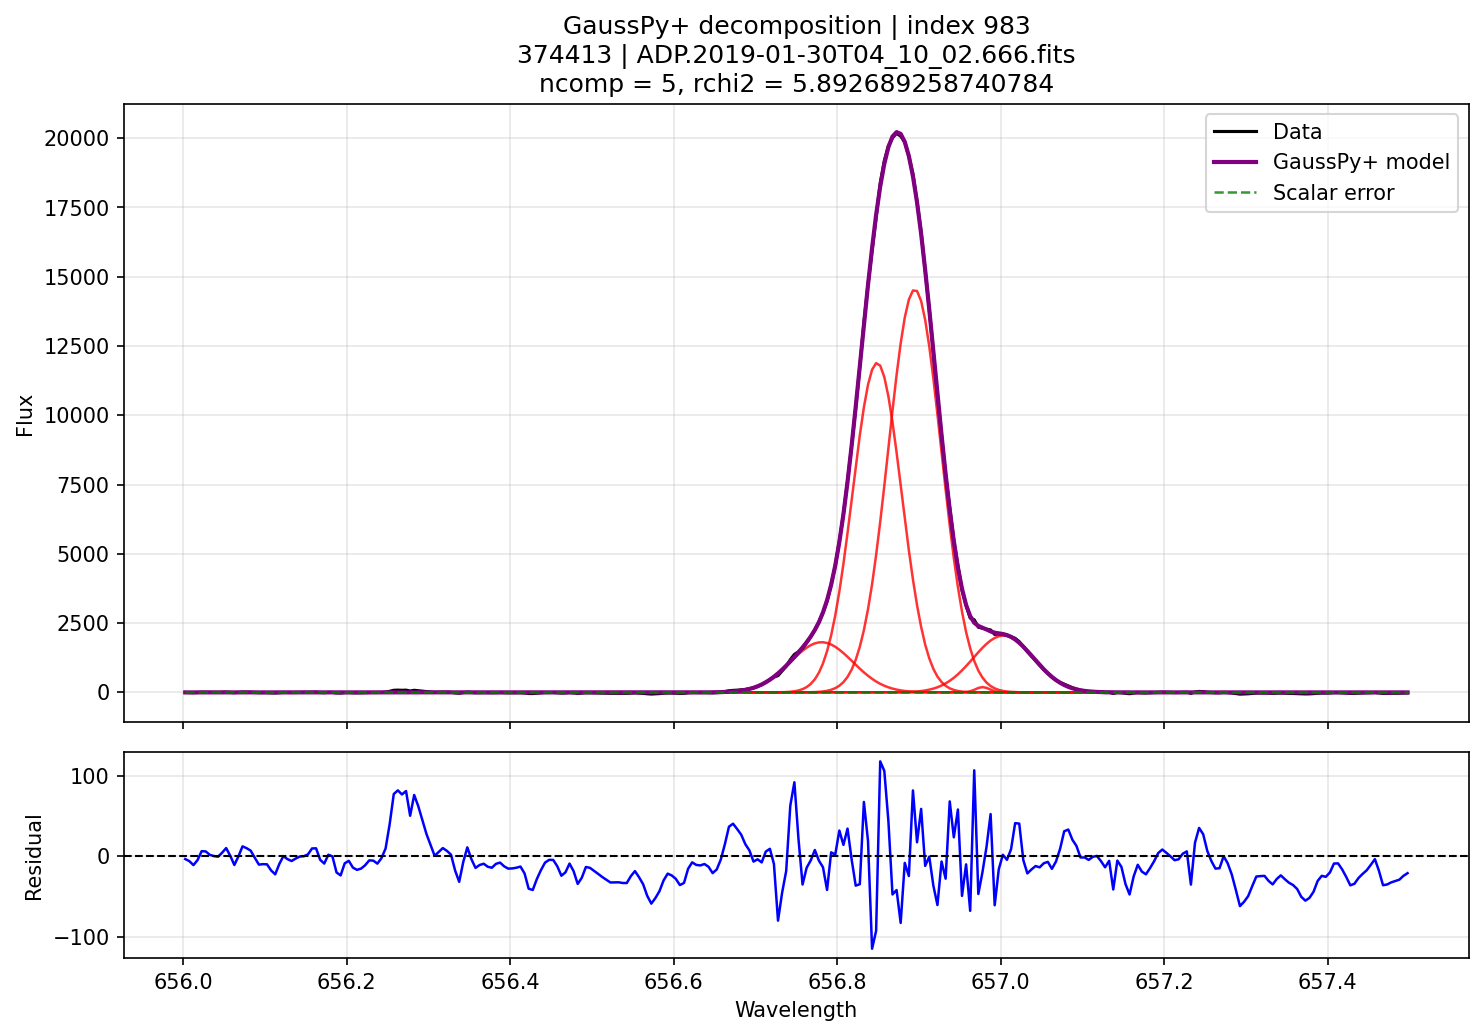 GaussPy+ decomposition | index 983
374413 | ADP.2019-01-30T04_10_02.666.fits
ncomp = 5, rchi2 = 5.892689258740784
Data
GaussPy+ model
Scalar error
Flux
20000
17500
15000
12500
10000
7500
5000
2500
0
Residual
100
0
−100
656.0 656.2 656.4 656.6 656.8 657.0 657.2 657.4
Wavelength